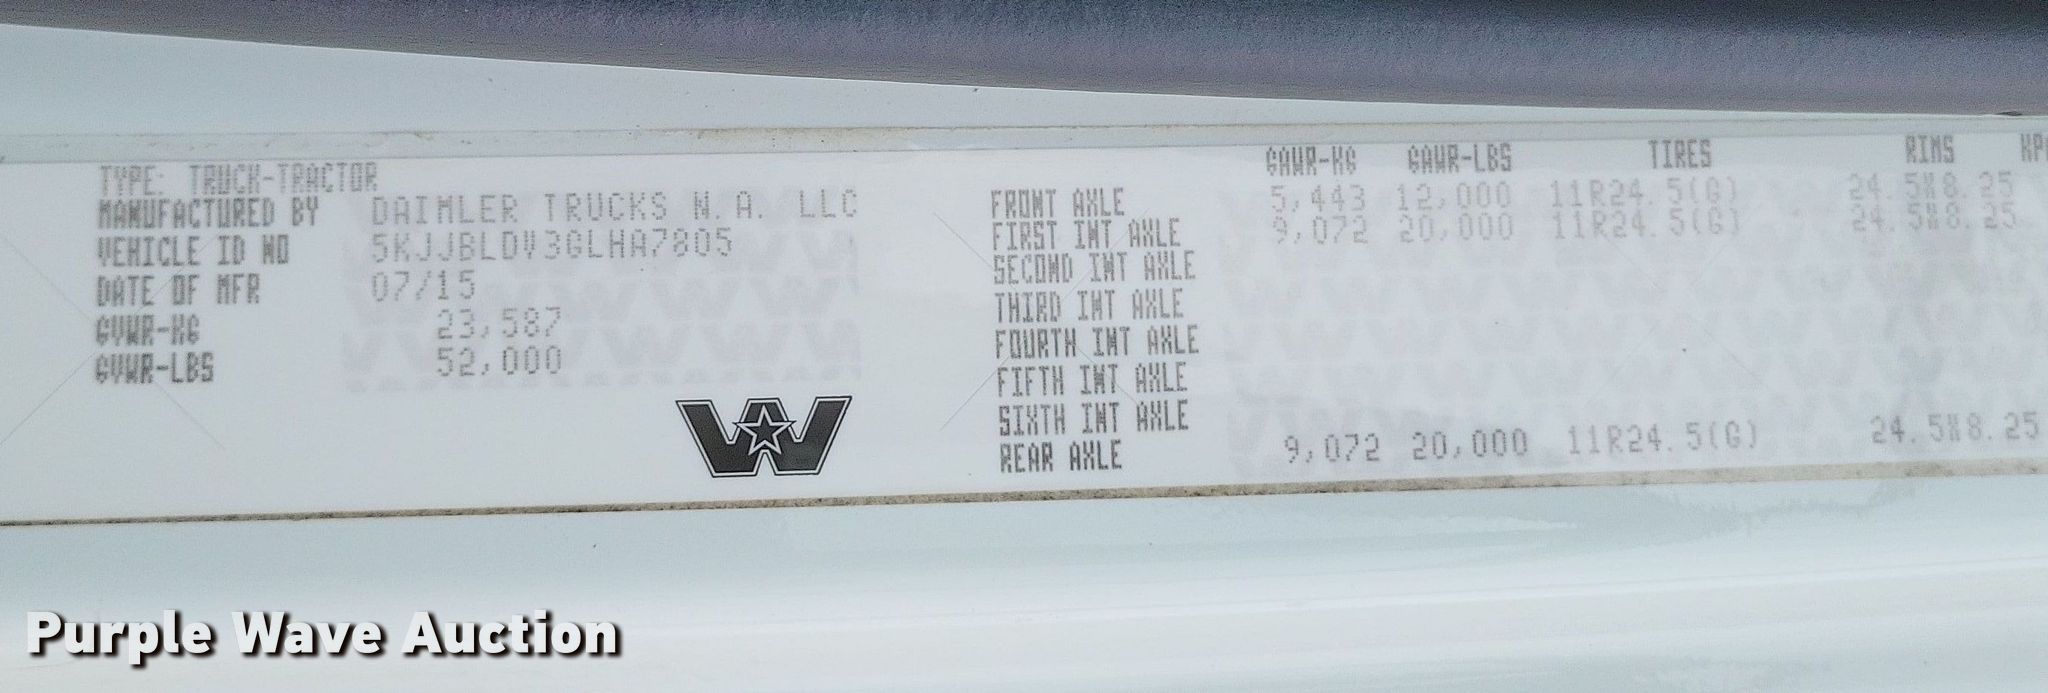 TYPE: TRUCK-TRACTOR
MANUFACTURED BY DAIMLER TRUCKS N.A. LLC
VEHICLE ID NO 5KJJBLDV3GLHA7805
DATE OF MFR 07/15
GVWR-KG 23,587
GVWR-LBS 52,000
GAWR-KG GAWR-LBS TIRES RIMS
FRONT AXLE 5,443 12,000 11R24.5(G) 24.5X8.25
FIRST INT AXLE 9,072 20,000 11R24.5(G) 24.5X8.25
SECOND INT AXLE
THIRD INT AXLE
FOURTH INT AXLE
FIFTH INT AXLE
SIXTH INT AXLE
REAR AXLE 9,072 20,000 11R24.5(G) 24.5X8.25
Purple Wave Auction